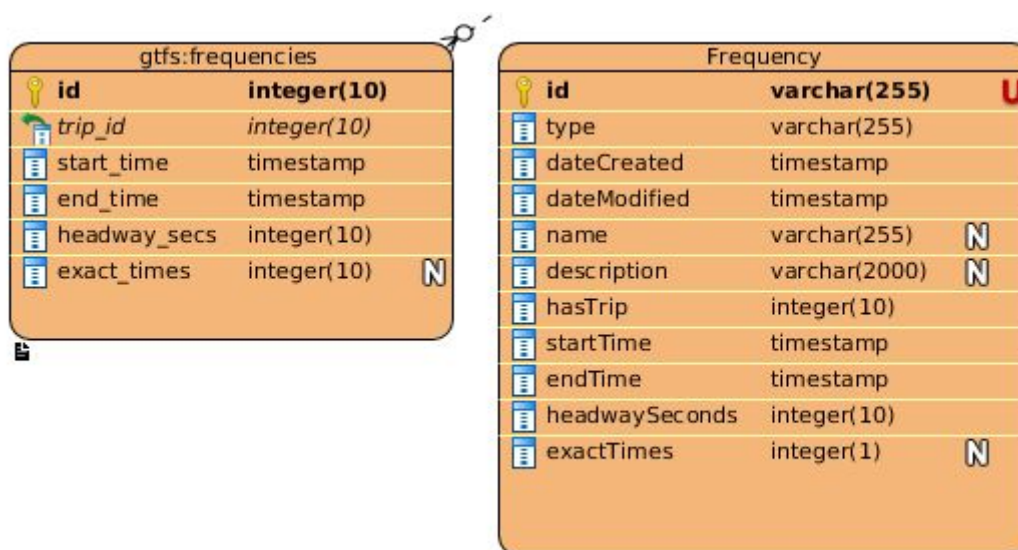 gtfs:frequencies
id integer(10)
trip_id integer(10)
start_time timestamp
end_time timestamp
headway_secs integer(10)
exact_times integer(10) N
Frequency
id varchar(255) U
type varchar(255)
dateCreated timestamp
dateModified timestamp
name varchar(255) N
description varchar(2000) N
hasTrip integer(10)
startTime timestamp
endTime timestamp
headwaySeconds integer(10)
exactTimes integer(1) N